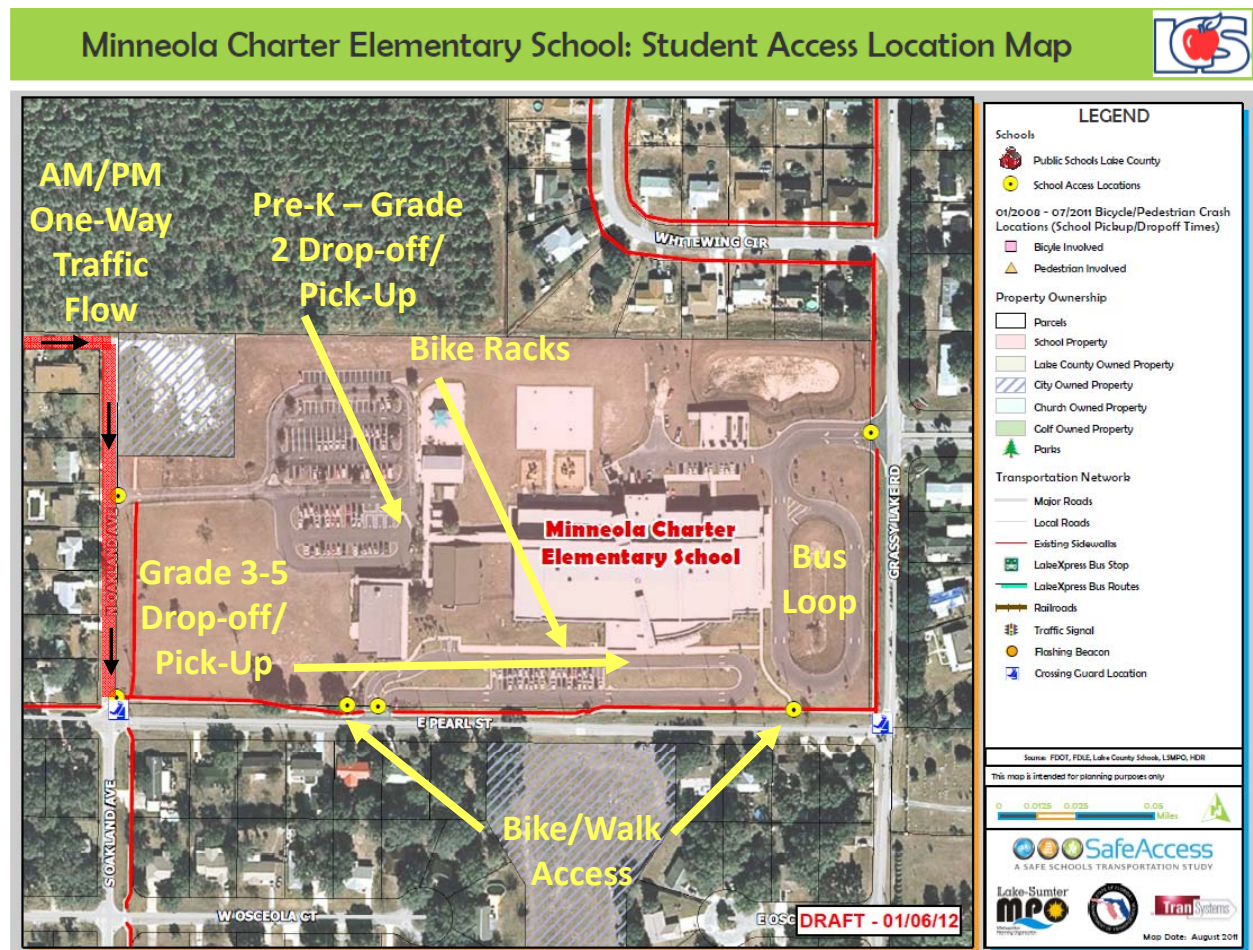 Minneola Charter Elementary School: Student Access Location Map
LCS
AM/PM
One-Way
Traffic
Flow
Pre-K – Grade
2 Drop-off/
Pick-Up
Bike Racks
WHITEWING CIR
GRASSY LAKE RD
N OAKLAND AVE
Minneola Charter
Elementary School
Bus
Loop
Grade 3-5
Drop-off/
Pick-Up
E PEARL ST
S OAKLAND AVE
Bike/Walk
Access
W OSCEOLA CT
DRAFT - 01/06/12
LEGEND
Schools
Public Schools Lake County
School Access Locations
01/2008 - 07/2011 Bicycle/Pedestrian Crash
Locations (School Pickup/Dropoff Times)
Bicyle Involved
Pedestrian Involved
Property Ownership
Parcels
School Property
Lake County Owned Property
City Owned Property
Church Owned Property
Golf Owned Property
Parks
Transportation Network
Major Roads
Local Roads
Existing Sidewalks
LakeXpress Bus Stop
LakeXpress Bus Routes
Railroads
Traffic Signal
Flashing Beacon
Crossing Guard Location
Source: FDOT, FDLE, Lake County Schools, LSMPO, HDR
This map is intended for planning purposes only
0 0.0125 0.025 0.05
Miles
SafeAccess
A SAFE SCHOOLS TRANSPORTATION STUDY
Lake-Sumter
MPO
TranSystems
Map Date: August 2011